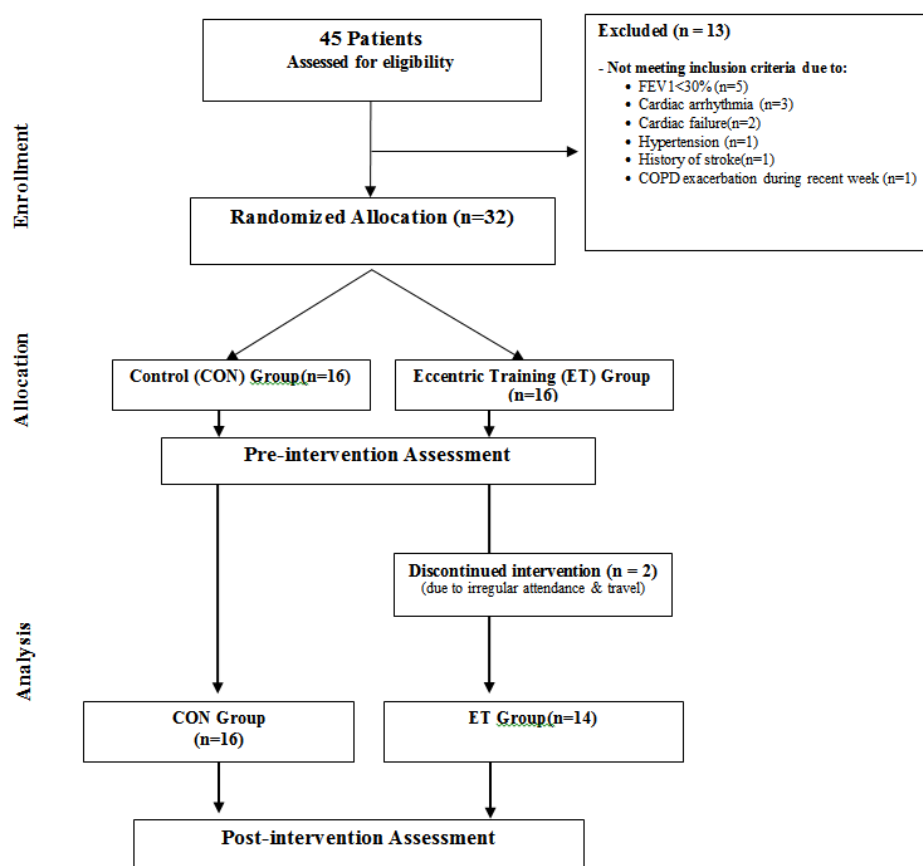 45 Patients
Assessed for eligibility
Excluded (n = 13)
- Not meeting inclusion criteria due to:
• FEV1<30% (n=5)
• Cardiac arrhythmia (n=3)
• Cardiac failure(n=2)
• Hypertension (n=1)
• History of stroke(n=1)
• COPD exacerbation during recent week (n=1)
Enrollment
Randomized Allocation (n=32)
Allocation
Control (CON) Group(n=16)
Eccentric Training (ET) Group
(n=16)
Pre-intervention Assessment
Discontinued intervention (n = 2)
(due to irregular attendance & travel)
Analysis
CON Group
(n=16)
ET Group(n=14)
Post-intervention Assessment